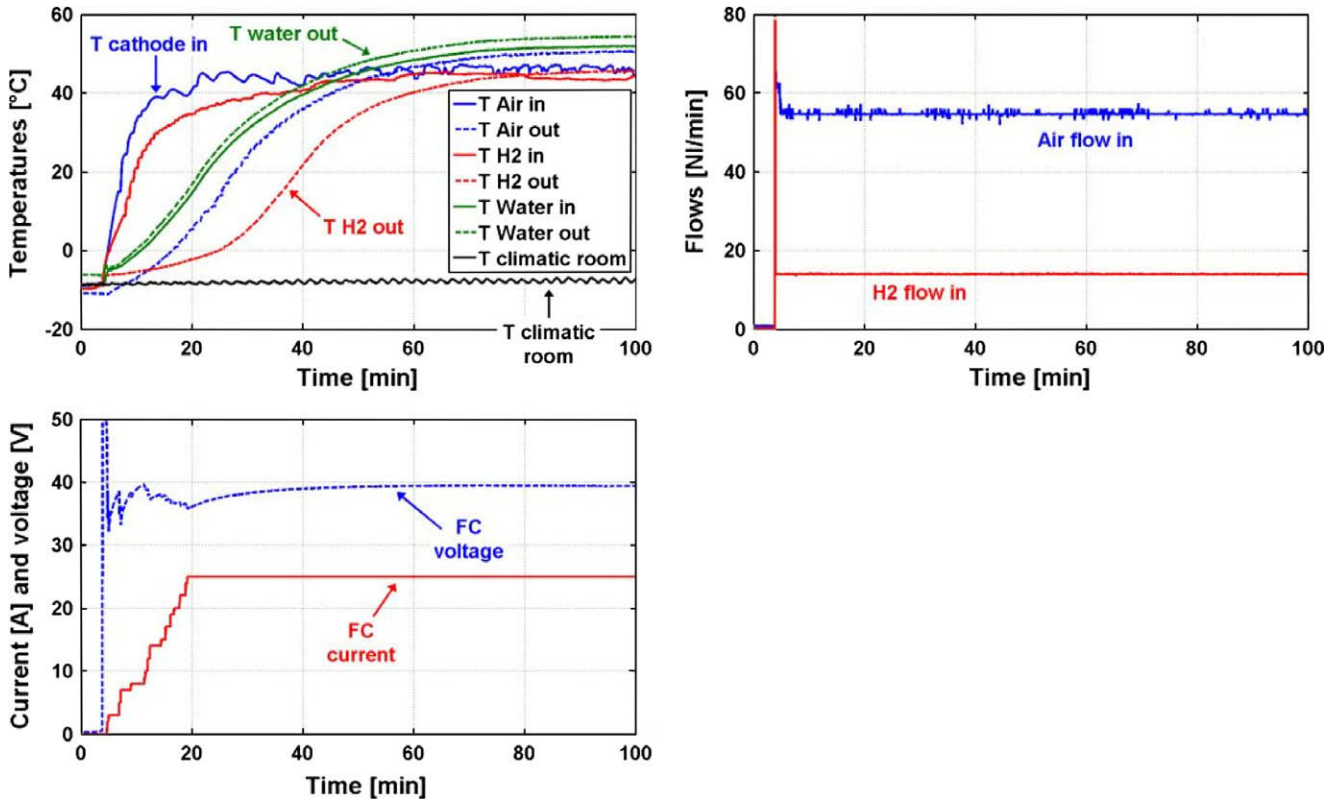 60
50
40
20
0
-20
0
20
40
60
100
Temperatures [°C]
Time [min]
T cathode in
T water out
T H2 out
T climatic
room
T Air in
T Air out
T H2 in
T H2 out
T Water in
T Water out
T climatic room
80
60
40
20
0
0
20
40
60
80
100
Flows [Nl/min]
Time [min]
Air flow in
H2 flow in
50
40
30
20
10
0
0
20
40
60
80
100
Current [A] and voltage [V]
Time [min]
FC
voltage
FC
current